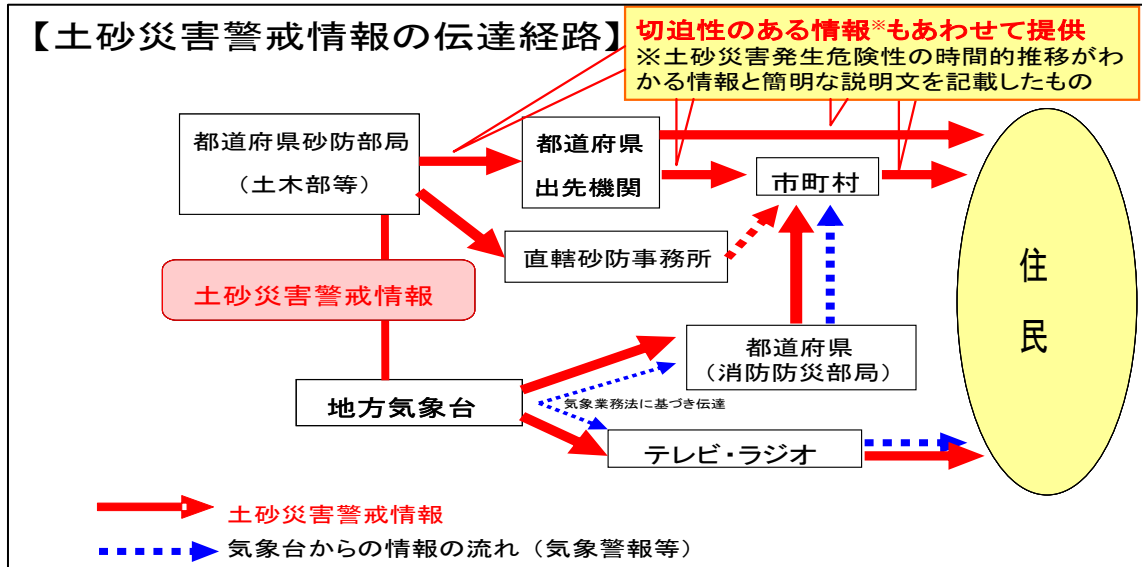 【土砂災害警戒情報の伝達経路】
切迫性のある情報※もあわせて提供
※土砂災害発生危険性の時間的推移がわ
かる情報と簡明な説明文を記載したもの
都道府県砂防部局
（土木部等）
都道府県
出先機関
市町村
直轄砂防事務所
土砂災害警戒情報
住
民
都道府県
（消防防災部局）
地方気象台
気象業務法に基づき伝達
テレビ・ラジオ
土砂災害警戒情報
気象台からの情報の流れ（気象警報等）